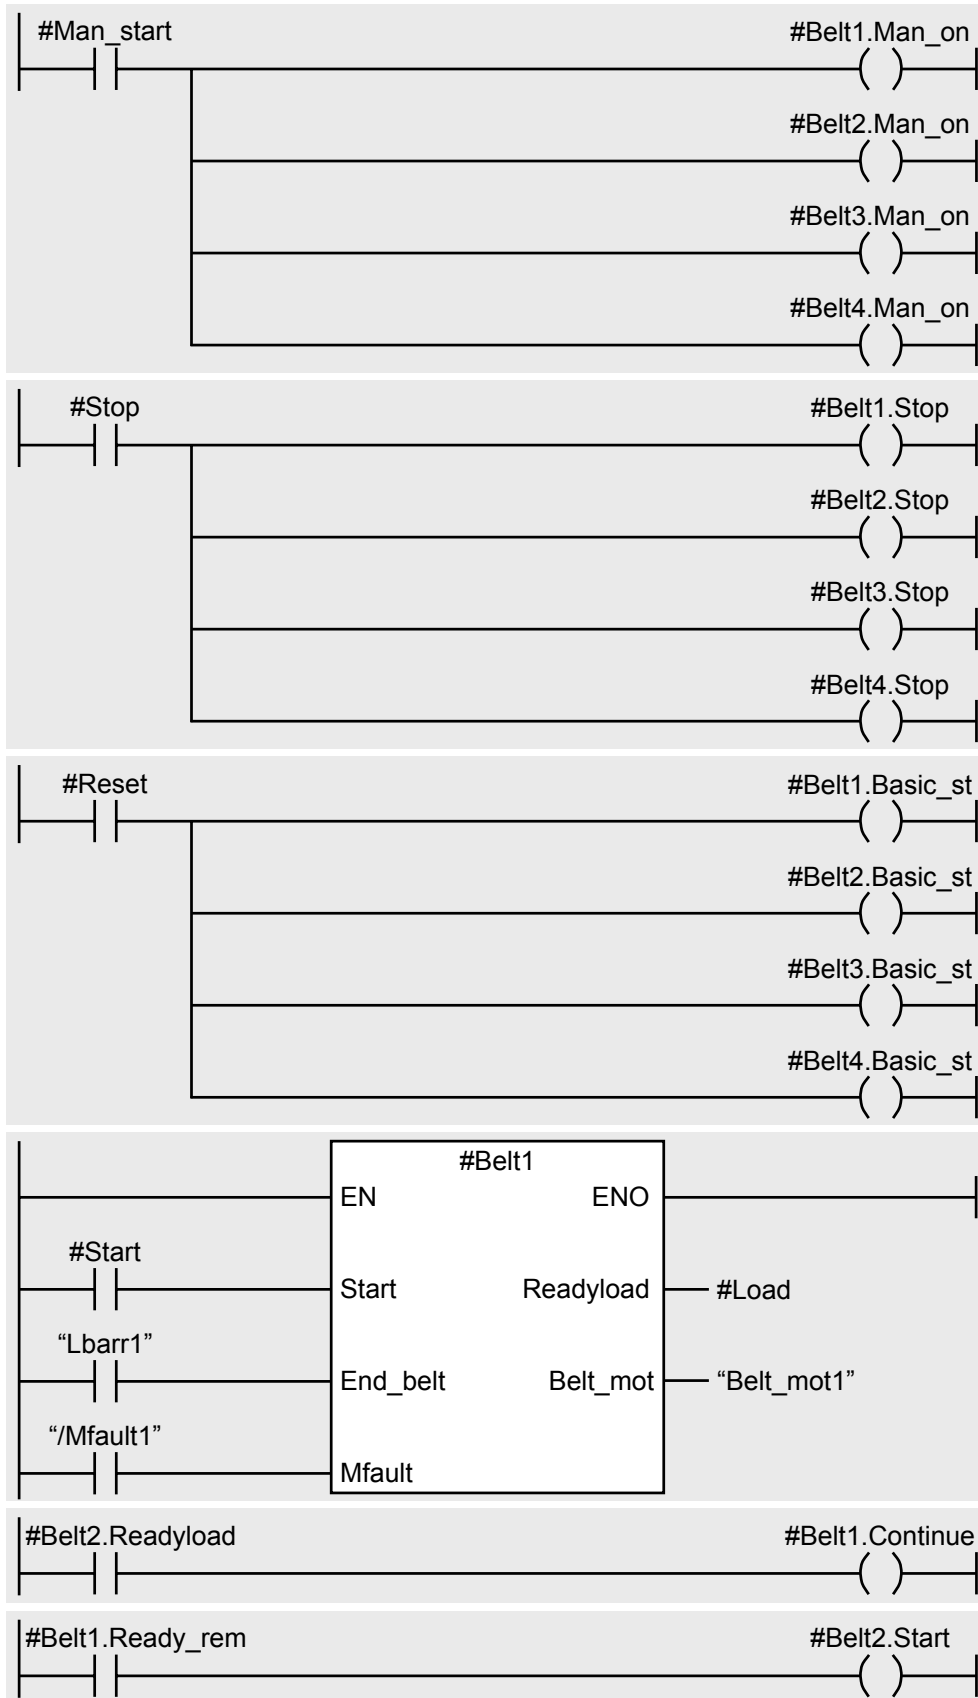 #Man_start #Belt1.Man_on
#Belt2.Man_on
#Belt3.Man_on
#Belt4.Man_on
#Stop #Belt1.Stop
#Belt2.Stop
#Belt3.Stop
#Belt4.Stop
#Reset #Belt1.Basic_st
#Belt2.Basic_st
#Belt3.Basic_st
#Belt4.Basic_st
#Belt1
EN ENO
#Start
Start Readyload #Load
“Lbarr1”
End_belt Belt_mot “Belt_mot1”
“/Mfault1”
Mfault
#Belt2.Readyload #Belt1.Continue
#Belt1.Ready_rem #Belt2.Start